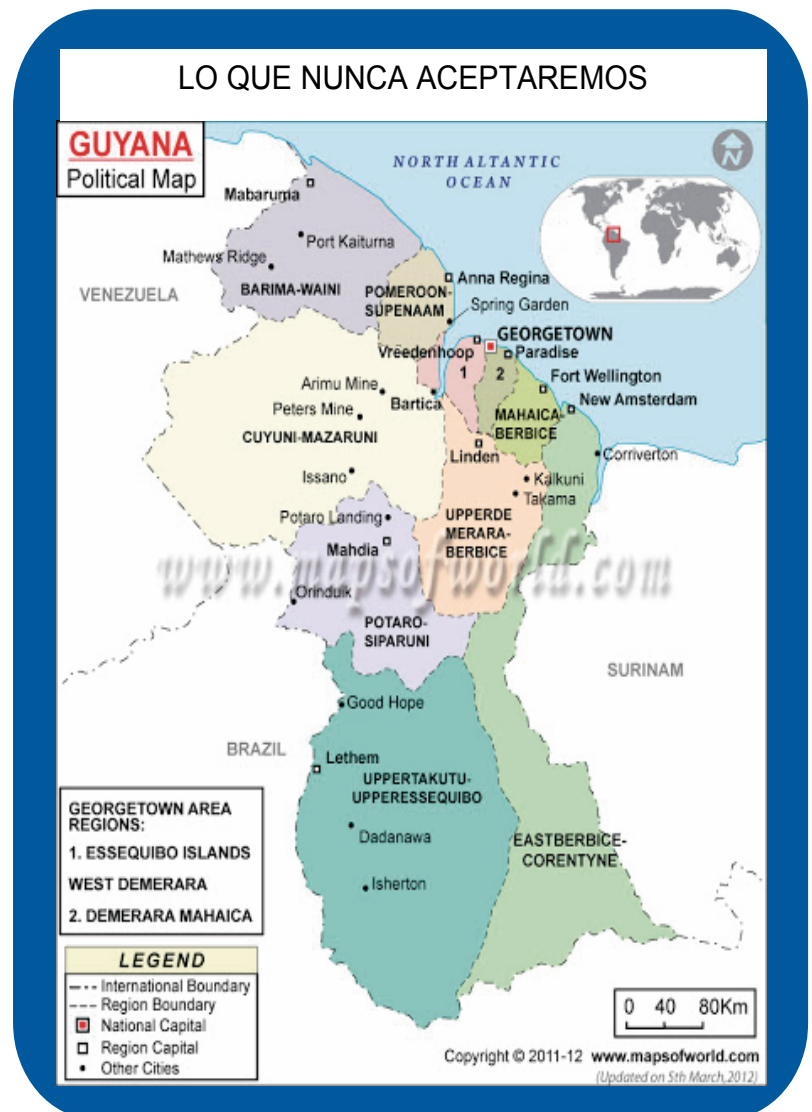 LO QUE NUNCA ACEPTAREMOS
GUYANA
Political Map
NORTH ALTANTIC
OCEAN
N
Mabaruma
Port Kaiturna
Mathews Ridge
VENEZUELA
BARIMA-WAINI
POMEROON-
SUPENAAM
Anna Regina
Spring Garden
GEORGETOWN
Vreedenhoop
Paradise
1
2
Fort Wellington
Arimu Mine
Bartica
New Amsterdam
Peters Mine
MAHAICA-
BERBICE
CUYUNI-MAZARUNI
Linden
Corriverton
Issano
Kalkuni
Takama
Potaro Landing
UPPERDE
MERARA-
BERBICE
Mahdia
www.mapsofworld.com
Orinduik
POTARO-
SIPARUNI
SURINAM
Good Hope
BRAZIL
Lethem
UPPERTAKUTU-
UPPERESSEQUIBO
Dadanawa
EASTBERBICE-
CORENTYNE
Isherton
GEORGETOWN AREA
REGIONS:
1. ESSEQUIBO ISLANDS
WEST DEMERARA
2. DEMERARA MAHAICA
LEGEND
International Boundary
Region Boundary
National Capital
Region Capital
Other Cities
0 40 80Km
Copyright © 2011-12 www.mapsofworld.com
(Updated on 5th March,2012)